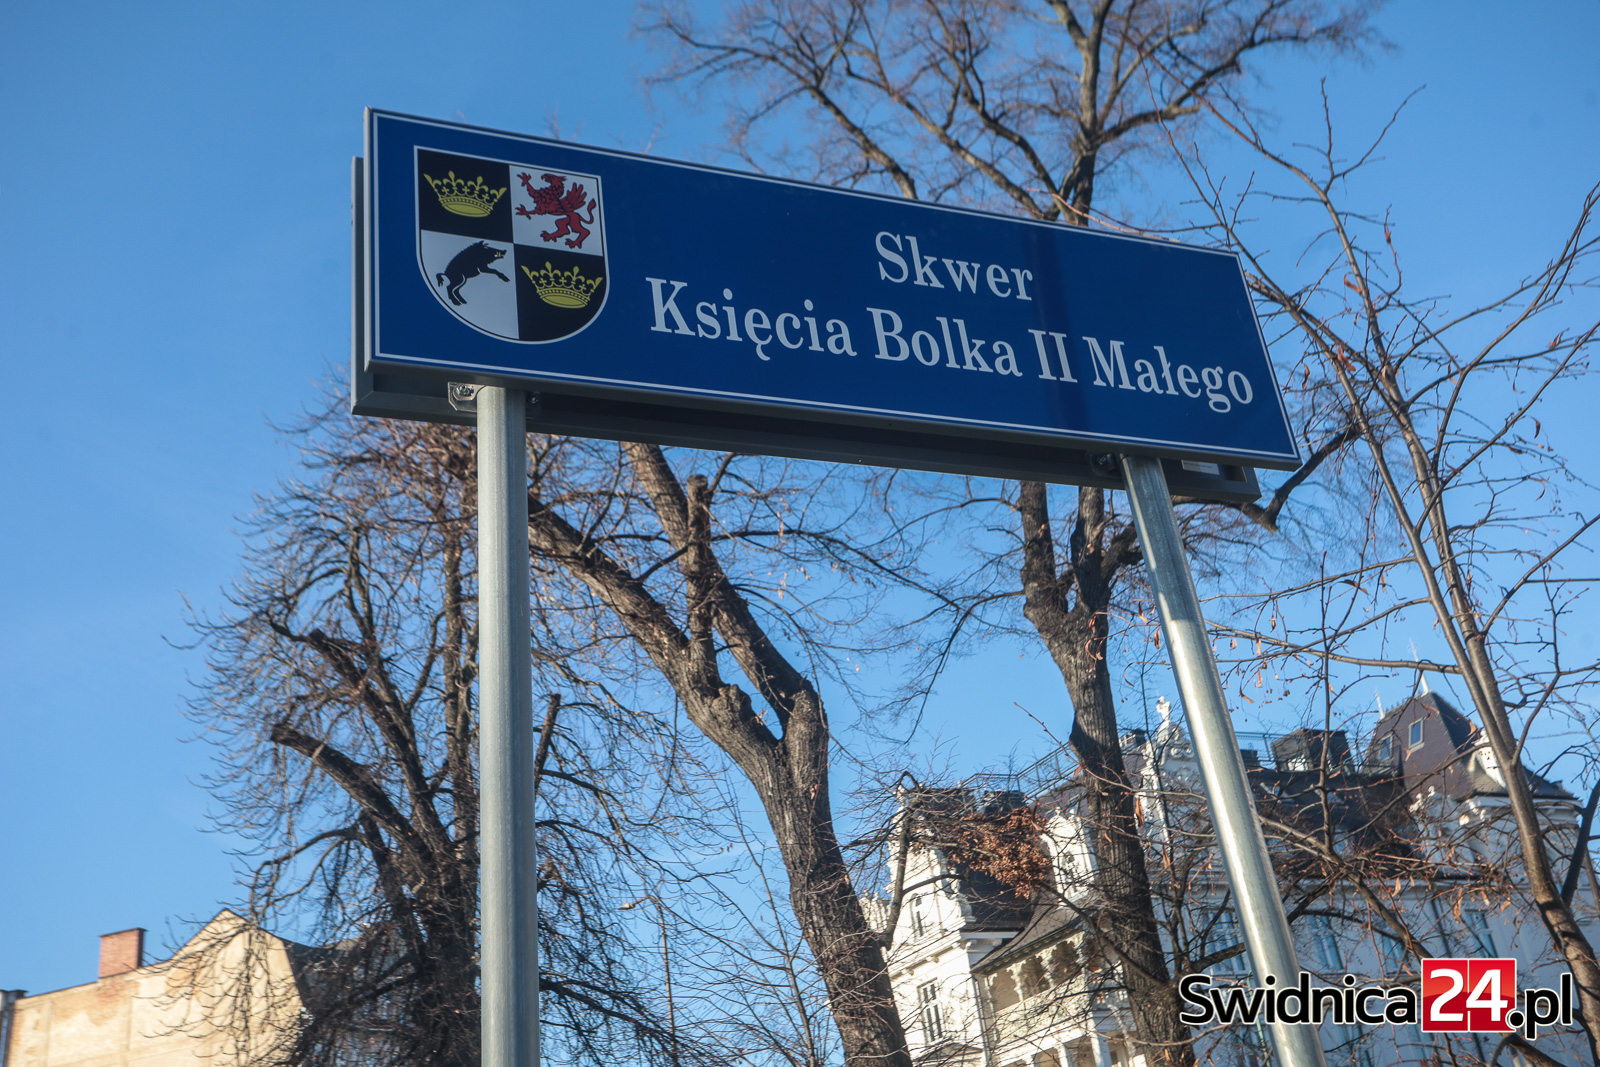 Skwer
Księcia Bolka II Małego
Swidnica24.pl